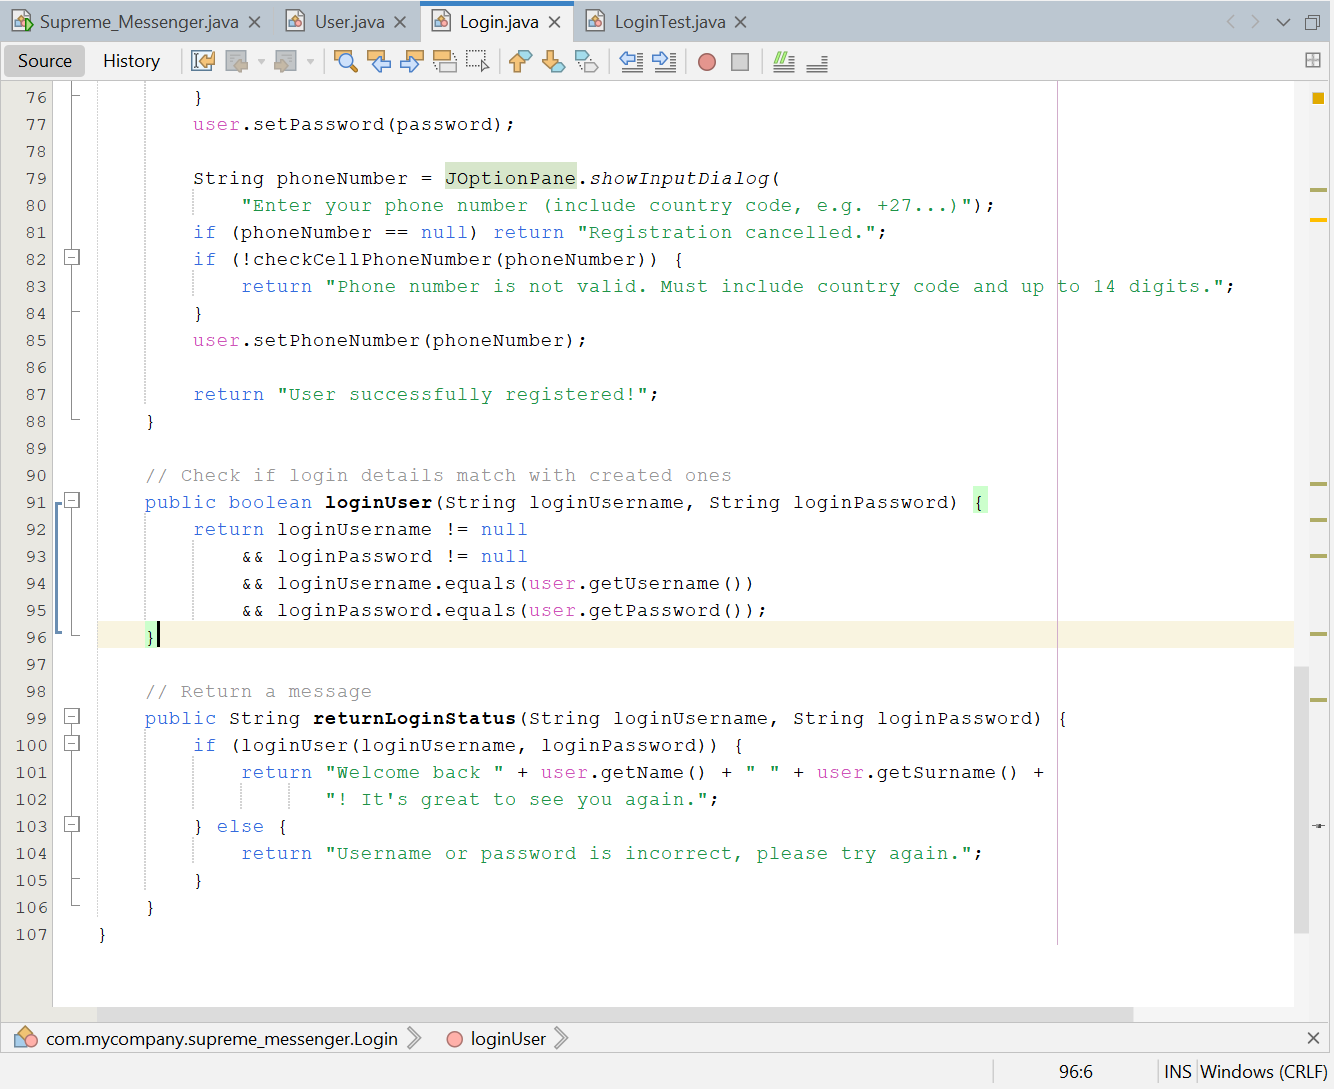 Supreme_Messenger.java User.java Login.java LoginTest.java
Source History
76 }
77 user.setPassword(password);
78
79 String phoneNumber = JOptionPane.showInputDialog(
80 "Enter your phone number (include country code, e.g. +27...)");
81 if (phoneNumber == null) return "Registration cancelled.";
82 if (!checkCellPhoneNumber(phoneNumber)) {
83 return "Phone number is not valid. Must include country code and up to 14 digits.";
84 }
85 user.setPhoneNumber(phoneNumber);
86
87 return "User successfully registered!";
88 }
89
90 // Check if login details match with created ones
91 public boolean loginUser(String loginUsername, String loginPassword) {
92 return loginUsername != null
93 && loginPassword != null
94 && loginUsername.equals(user.getUsername())
95 && loginPassword.equals(user.getPassword());
96 }
97
98 // Return a message
99 public String returnLoginStatus(String loginUsername, String loginPassword) {
100 if (loginUser(loginUsername, loginPassword)) {
101 return "Welcome back " + user.getName() + " " + user.getSurname() +
102 "! It's great to see you again.";
103 } else {
104 return "Username or password is incorrect, please try again.";
105 }
106 }
107 }
com.mycompany.supreme_messenger.Login loginUser
96:6 INS Windows (CRLF)